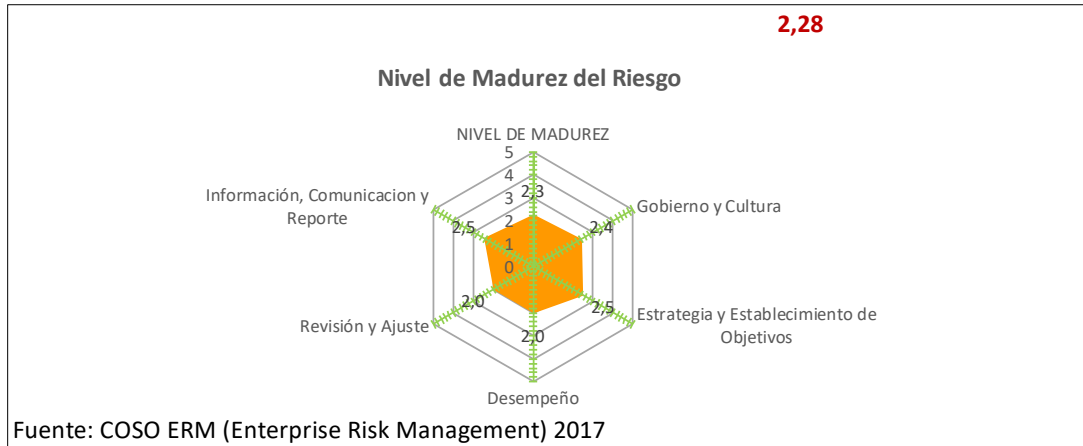 2,28
Nivel de Madurez del Riesgo
NIVEL DE MADUREZ
5
4
3
2
1
0
2,3
Gobierno y Cultura
2,4
Estrategia y Establecimiento de
Objetivos
2,5
Desempeño
2,0
Revisión y Ajuste
2,0
Información, Comunicacion y
Reporte
2,5
Fuente: COSO ERM (Enterprise Risk Management) 2017